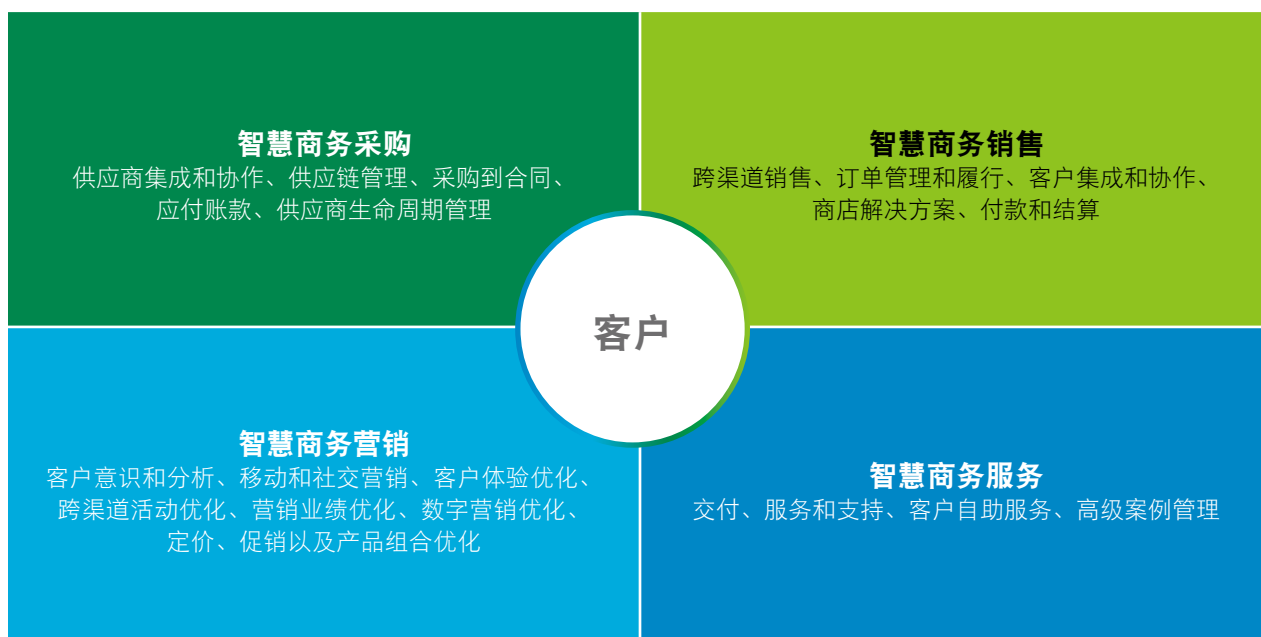 智慧商务采购
供应商集成和协作、供应链管理、采购到合同、
应付账款、供应商生命周期管理
智慧商务销售
跨渠道销售、订单管理和履行、客户集成和协作、
商店解决方案、付款和结算
客户
智慧商务营销
客户意识和分析、移动和社交营销、客户体验优化、
跨渠道活动优化、营销业绩优化、数字营销优化、
定价、促销以及产品组合优化
智慧商务服务
交付、服务和支持、客户自助服务、高级案例管理